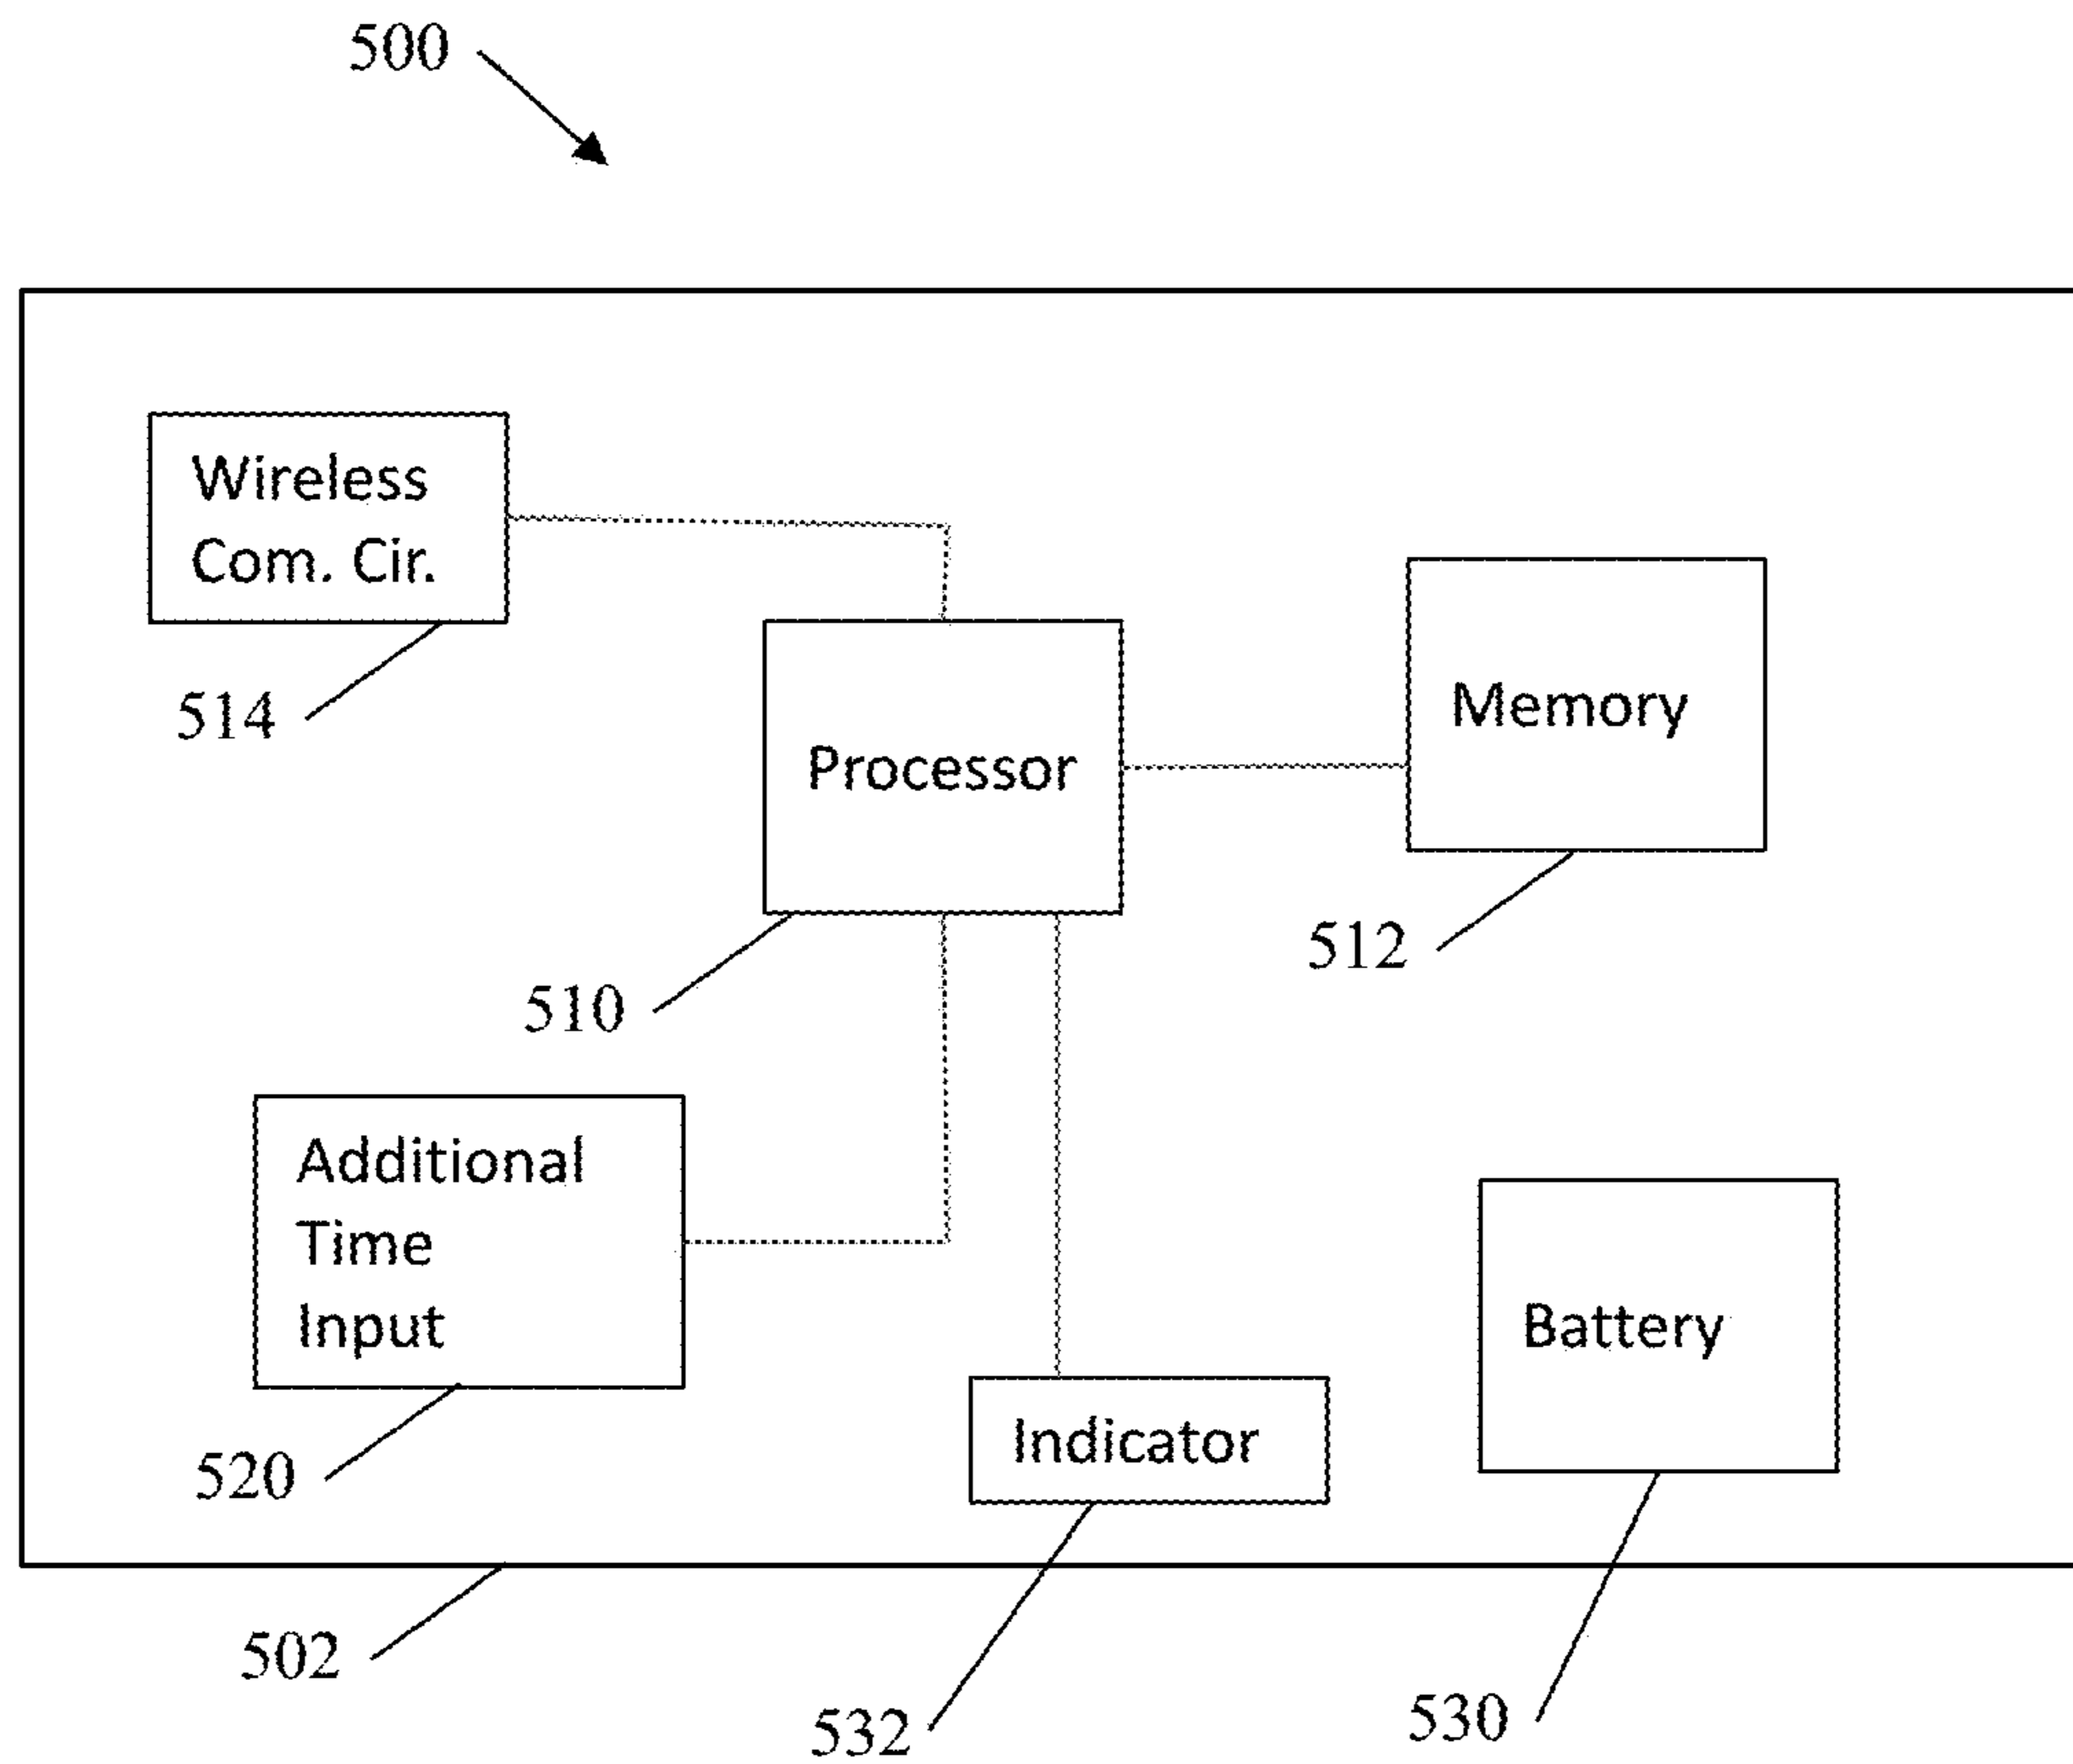 500
Wireless
Com. Cir.
514
Processor
Memory
512
510
Additional
Time
Input
520
Battery
Indicator
502
532
530